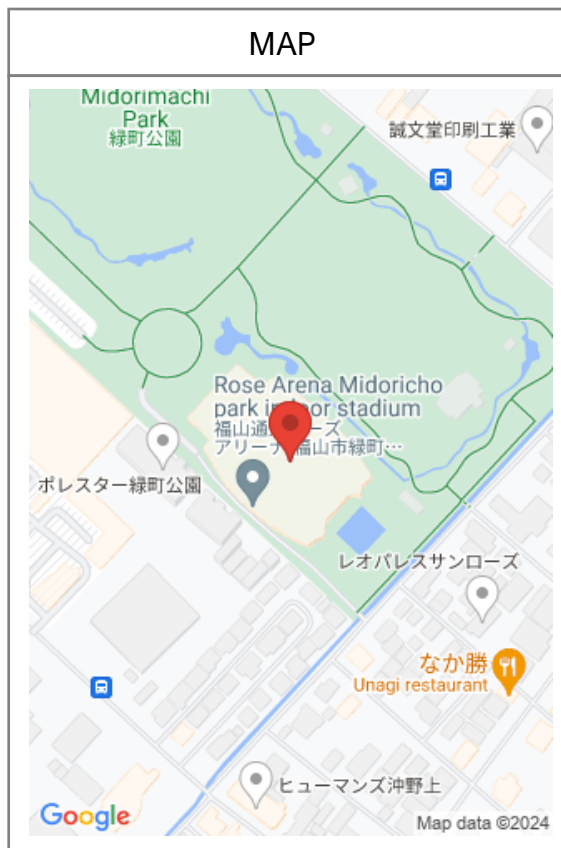 MAP
Midorimachi
Park
緑町公園
誠文堂印刷工業
Rose Arena Midoricho
park in oor stadium
福山通 ーズ
アリーナ 福山市緑町…
ポレスター緑町公園
レオパレスサンローズ
なか勝
Unagi restaurant
ヒューマンズ沖野上
Google
Map data ©2024